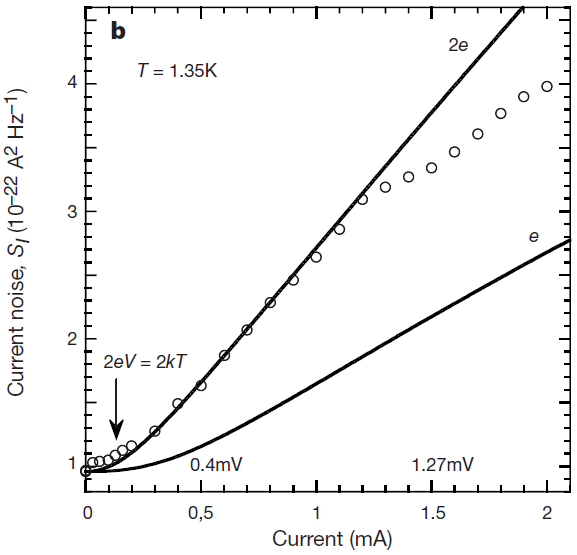 b
T = 1.35K
2e
e
2eV = 2kT
0.4mV
1.27mV
4
3
2
1
0
0,5
1
1.5
2
Current (mA)
Current noise, S_I (10⁻²² A² Hz⁻¹)